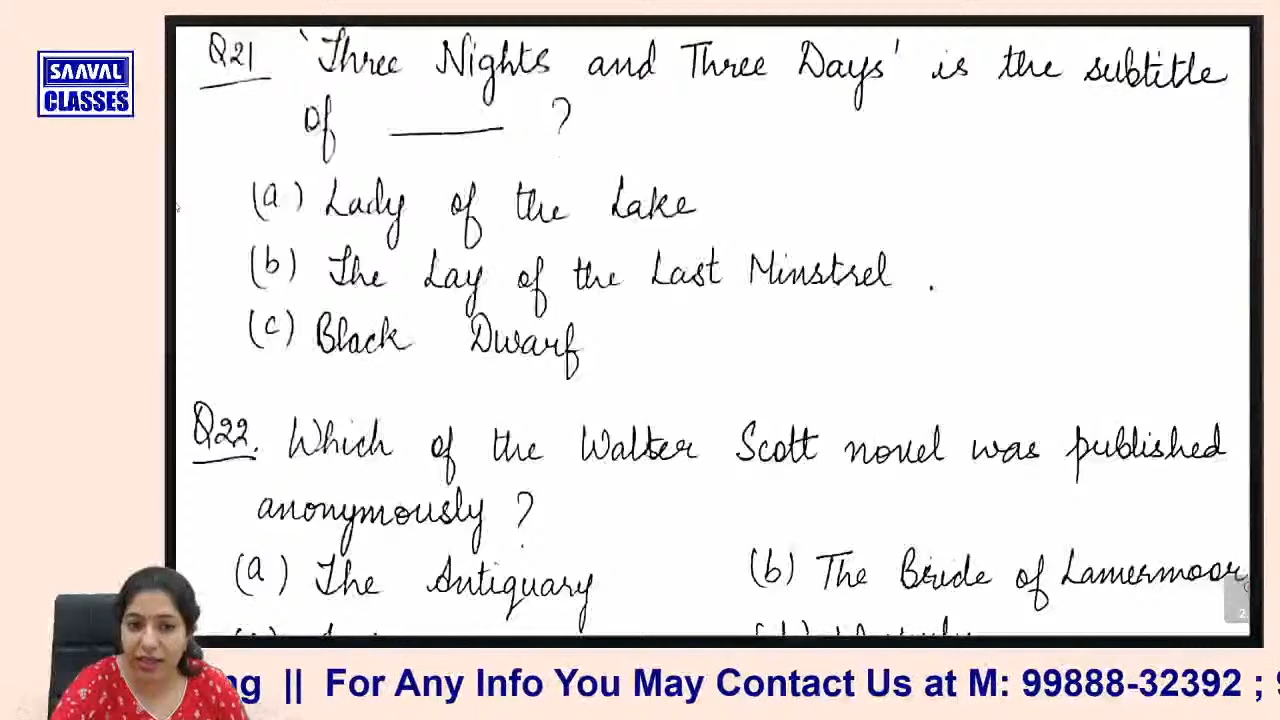 SAAVAL
CLASSES
Q21 'Three Nights and Three Days' is the subtitle
of ______ ?
(a) Lady of the Lake
(b) The Lay of the Last Minstrel .
(c) Black Dwarf
Q22. Which of the Walter Scott novel was published
anonymously ?
(a) The Antiquary (b) The Bride of Lamermoor
2
ng || For Any Info You May Contact Us at M: 99888-32392 ;